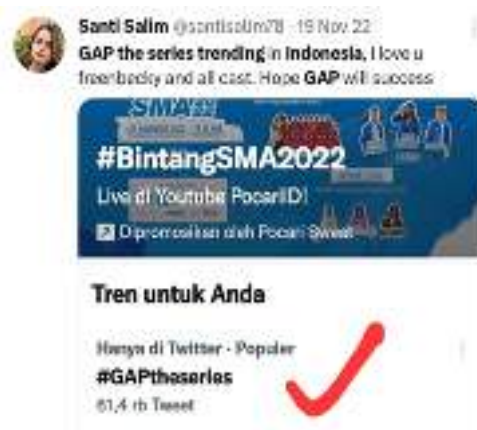 Santi Salim @santisalim78 · 19 Nov 22
GAP the series trending in Indonesia, I love u
freenbecky and all cast. Hope GAP will success
#BintangSMA2022
Live di Youtube PocariID!
Dipromosikan oleh Pocari Sweat
Tren untuk Anda
Hanya di Twitter · Populer
#GAPtheseries
61,4 rb Tweet